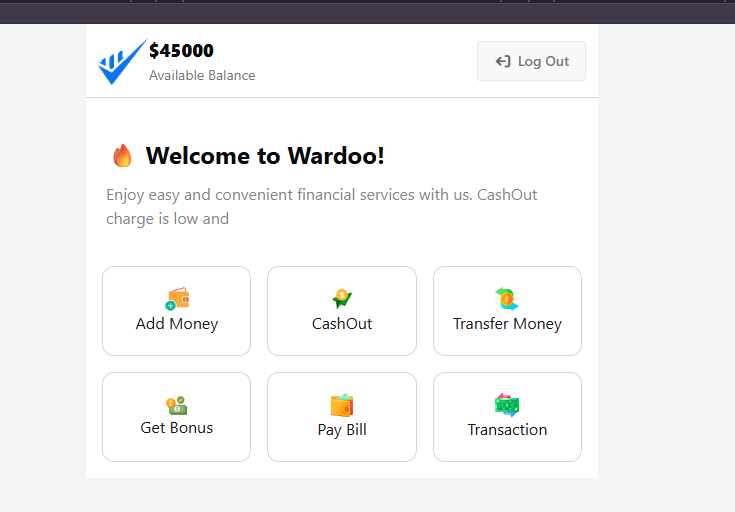 $45000
Available Balance
Log Out
Welcome to Wardoo!
Enjoy easy and convenient financial services with us. CashOut
charge is low and
Add Money
CashOut
Transfer Money
Get Bonus
Pay Bill
Transaction